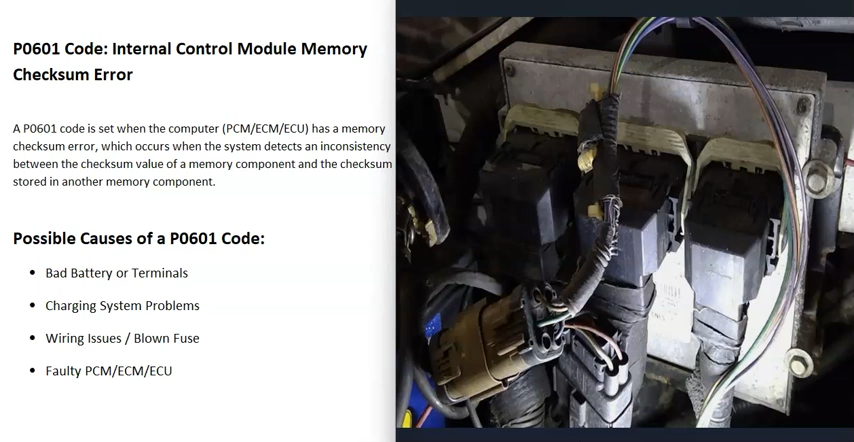 P0601 Code: Internal Control Module Memory
Checksum Error
A P0601 code is set when the computer (PCM/ECM/ECU) has a memory
checksum error, which occurs when the system detects an inconsistency
between the checksum value of a memory component and the checksum
stored in another memory component.
Possible Causes of a P0601 Code:
• Bad Battery or Terminals
• Charging System Problems
• Wiring Issues / Blown Fuse
• Faulty PCM/ECM/ECU